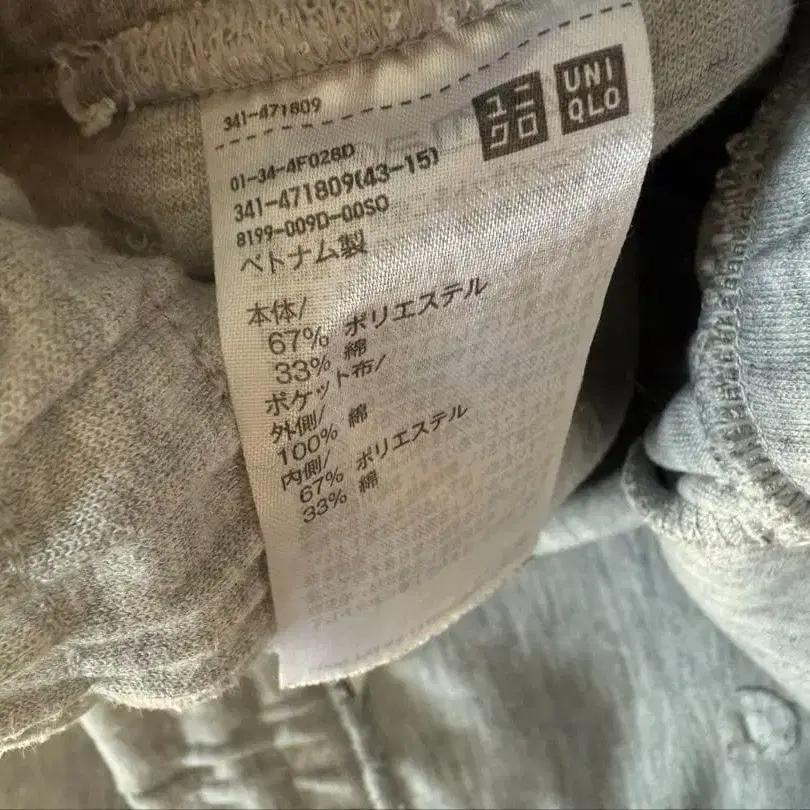 341-471809
ユニ
クロ
UNI
QLO
01-34-4F026D
341-471809(43-15)
8199-009D-00SO
ベトナム製
本体/
67% ポリエステル
33% 綿
ポケット布/
外側/
100% 綿
内側/
67% ポリエステル
33% 綿